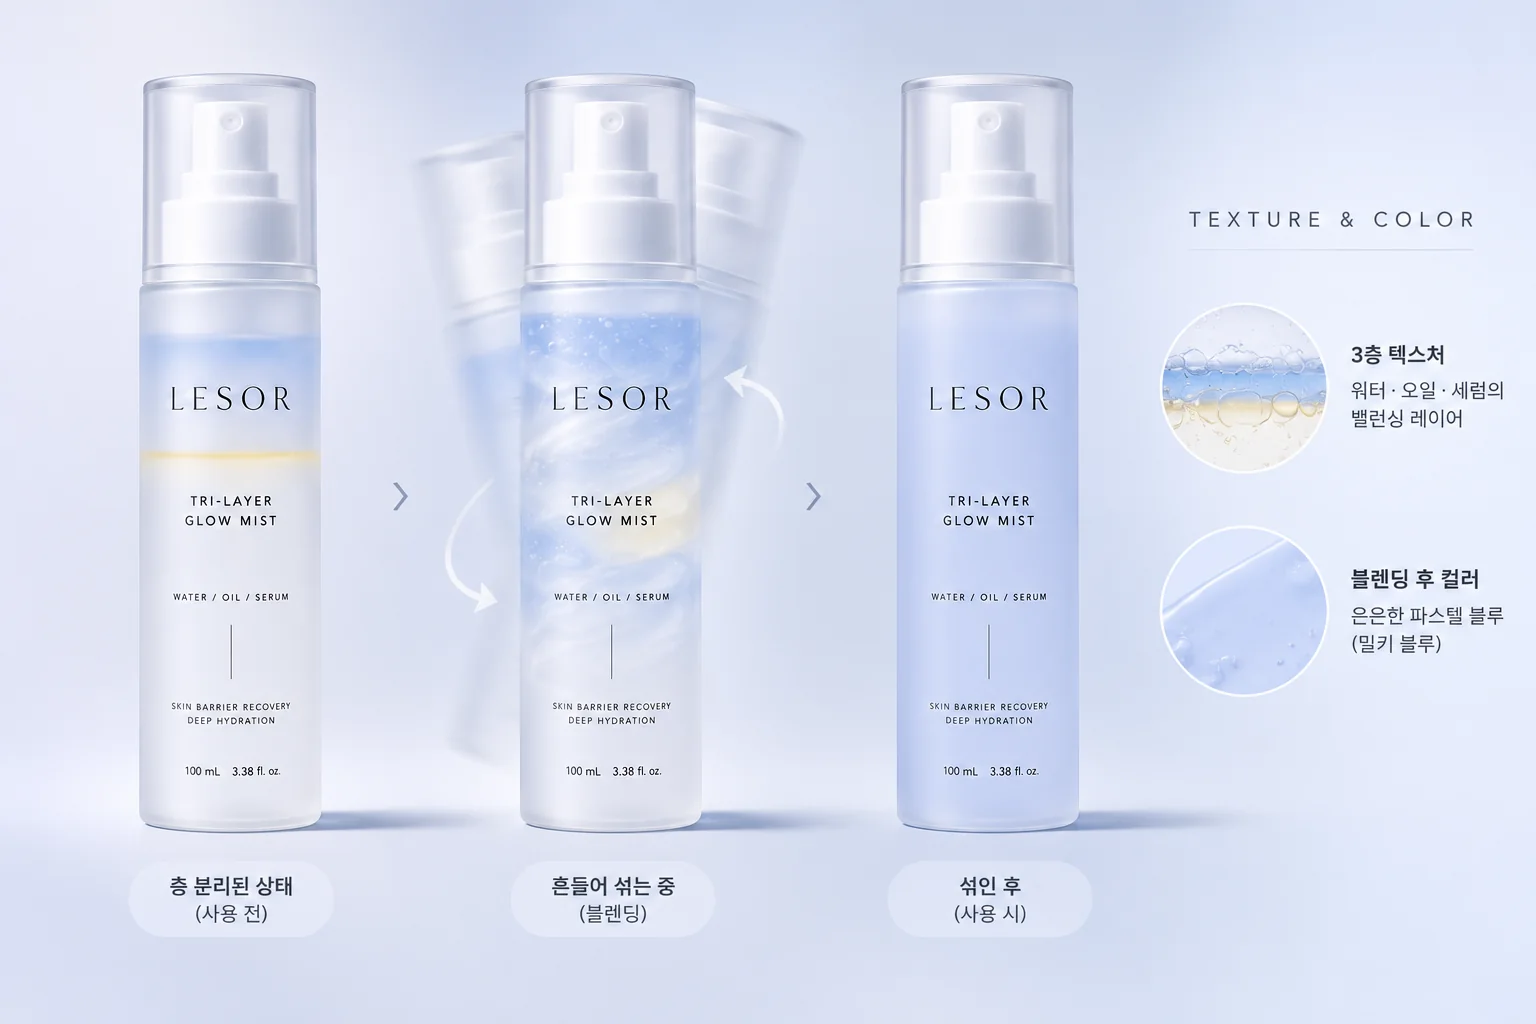 LESOR
TRI-LAYER
GLOW MIST
WATER / OIL / SERUM
SKIN BARRIER RECOVERY
DEEP HYDRATION
100 mL 3.38 fl. oz.
층 분리된 상태
(사용 전)
LESOR
TRI-LAYER
GLOW MIST
WATER / OIL / SERUM
SKIN BARRIER RECOVERY
DEEP HYDRATION
100 mL 3.38 fl. oz.
흔들어 섞는 중
(블렌딩)
LESOR
TRI-LAYER
GLOW MIST
WATER / OIL / SERUM
SKIN BARRIER RECOVERY
DEEP HYDRATION
100 mL 3.38 fl. oz.
섞인 후
(사용 시)
TEXTURE & COLOR
3층 텍스처
워터 · 오일 · 세럼의
밸런싱 레이어
블렌딩 후 컬러
은은한 파스텔 블루
(밀키 블루)